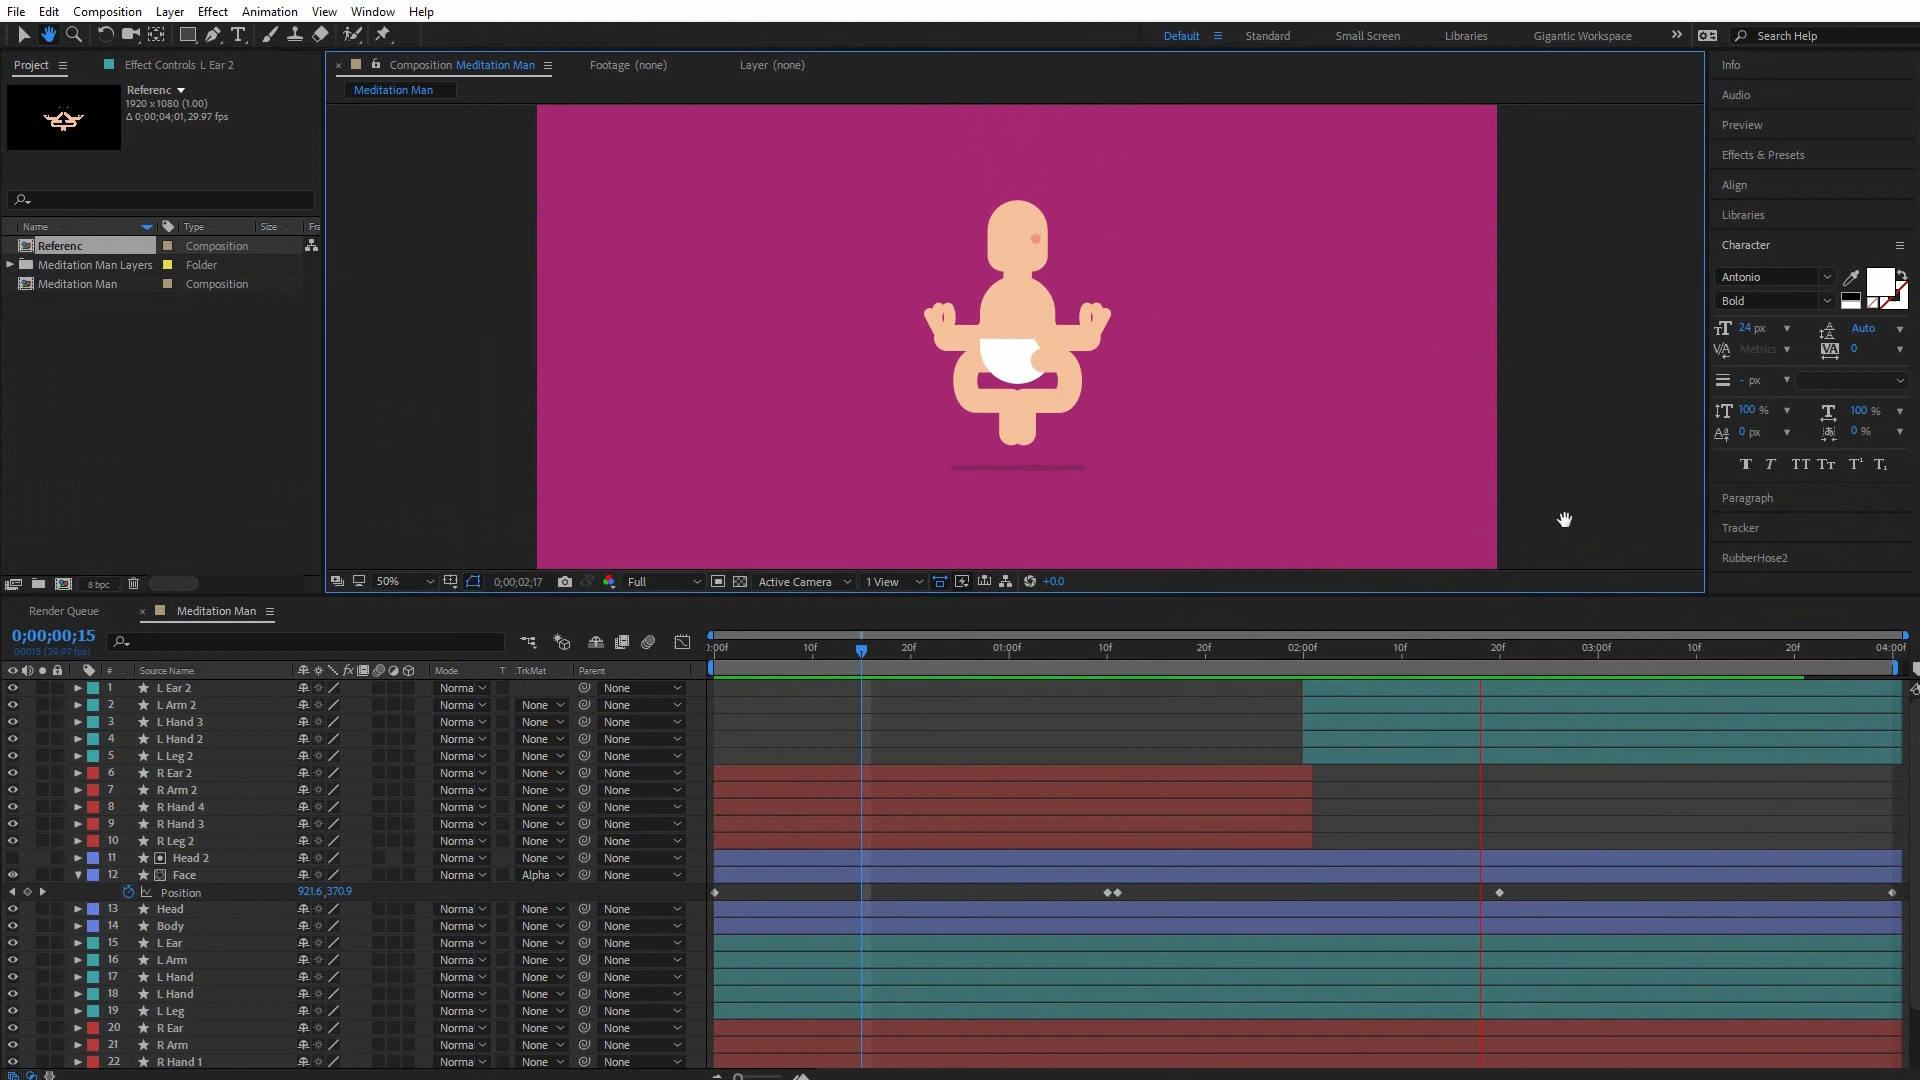 File Edit Composition Layer Effect Animation View Window Help
Default Standard Small Screen Libraries Gigantic Workspace Search Help
Project Effect Controls L Ear 2
Composition Meditation Man Footage (none) Layer (none)
Meditation Man
Referenc
1920 x 1080 (1.00)
Δ 0;00;04;01, 29.97 fps
Name Type Size Fra
Referenc Composition
Meditation Man Layers Folder
Meditation Man Composition
8 bpc
50% 0;00;02;17 Full Active Camera 1 View +0.0
Info
Audio
Preview
Effects & Presets
Align
Libraries
Character
Antonio
Bold
24 px Auto
Metrics 0
- px
100 % 100 %
0 px 0 %
T T TT Tт T¹ T₁
Paragraph
Tracker
RubberHose2
Render Queue Meditation Man
0;00;00;15
00015 (29.97 fps)
):00f 10f 20f 01:00f 10f 20f 02:00f 10f 20f 03:00f 10f 20f 04:00f
# Source Name fx Mode T .TrkMat Parent
1 L Ear 2 Norma None
2 L Arm 2 Norma None None
3 L Hand 3 Norma None None
4 L Hand 2 Norma None None
5 L Leg 2 Norma None None
6 R Ear 2 Norma None None
7 R Arm 2 Norma None None
8 R Hand 4 Norma None None
9 R Hand 3 Norma None None
10 R Leg 2 Norma None None
11 Head 2 Norma None None
12 Face Norma Alpha None
Position 921.6,370.9
13 Head Norma None None
14 Body Norma None None
15 L Ear Norma None None
16 L Arm Norma None None
17 L Hand Norma None None
18 L Hand Norma None None
19 L Leg Norma None None
20 R Ear Norma None None
21 R Arm Norma None None
22 R Hand 1 Norma None None